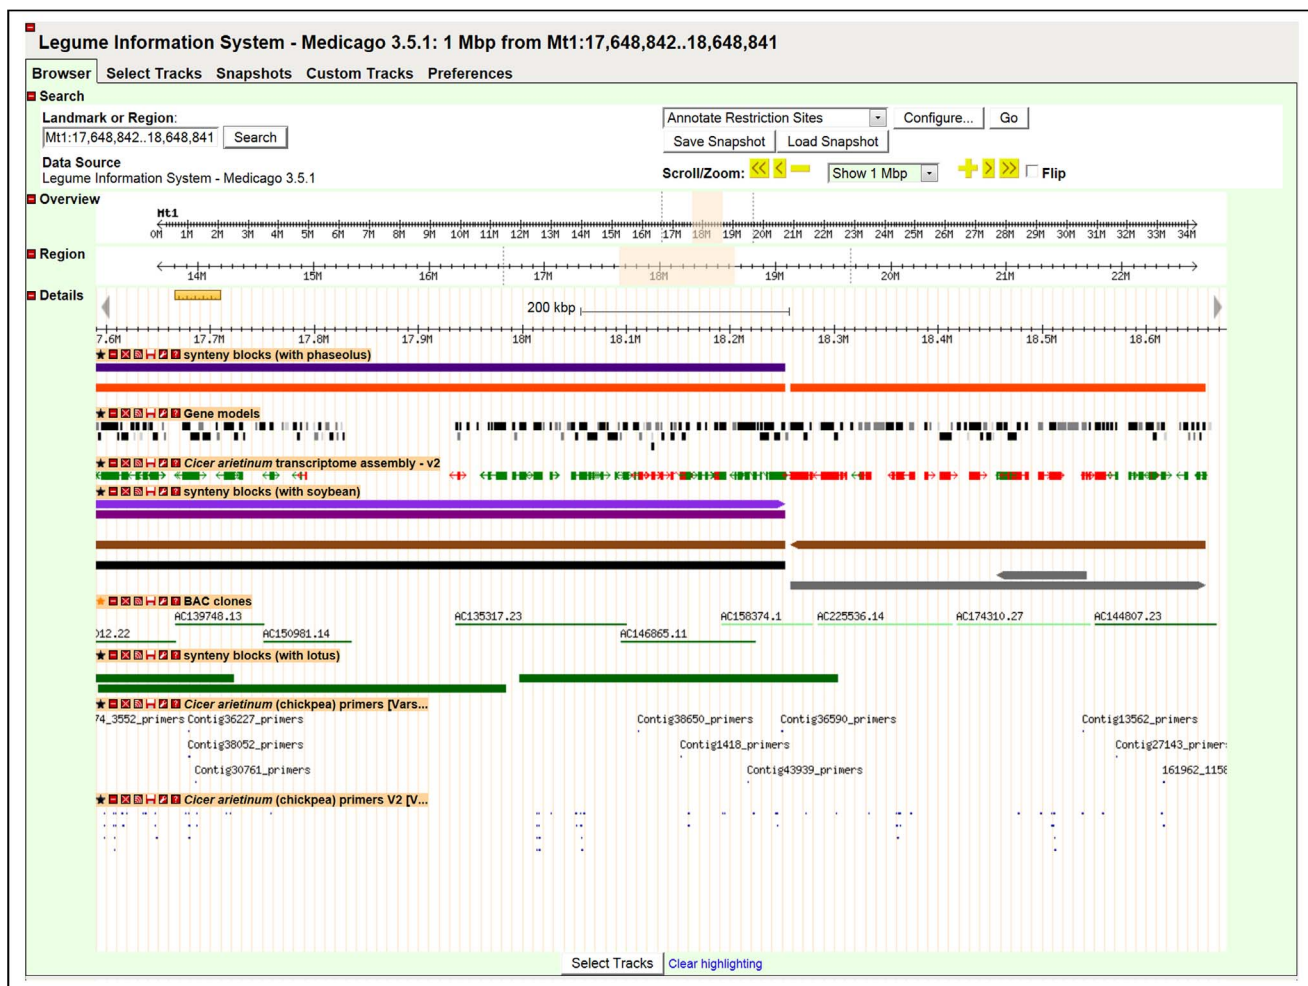 Legume Information System - Medicago 3.5.1: 1 Mbp from Mt1:17,648,842..18,648,841
Browser Select Tracks Snapshots Custom Tracks Preferences
Search
Landmark or Region:
Mt1:17,648,842..18,648,841 Search
Annotate Restriction Sites Configure... Go
Save Snapshot Load Snapshot
Data Source
Legume Information System - Medicago 3.5.1
Scroll/Zoom: << < Show 1 Mbp > >> Flip
Overview
Mt1
0M 1M 2M 3M 4M 5M 6M 7M 8M 9M 10M 11M 12M 13M 14M 15M 16M 17M 18M 19M 20M 21M 22M 23M 24M 25M 26M 27M 28M 29M 30M 31M 32M 33M 34M
Region
14M 15M 16M 17M 18M 19M 20M 21M 22M
Details
200 kbp
7.6M 17.7M 17.8M 17.9M 18M 18.1M 18.2M 18.3M 18.4M 18.5M 18.6M
synteny blocks (with phaseolus)
Gene models
Cicer arietinum transcriptome assembly - v2
synteny blocks (with soybean)
BAC clones
AC139748.13 AC135317.23 AC158374.1 AC225536.14 AC174310.27 AC144807.23
012.22 AC150981.14 AC146865.11
synteny blocks (with lotus)
Cicer arietinum (chickpea) primers [Vars...
74_3552_primers Contig36227_primers Contig38650_primers Contig36590_primers Contig13562_primers
Contig38052_primers Contig1418_primers Contig27143_primer
Contig30761_primers Contig43939_primers 161962_1158
Cicer arietinum (chickpea) primers V2 [V...
Select Tracks Clear highlighting